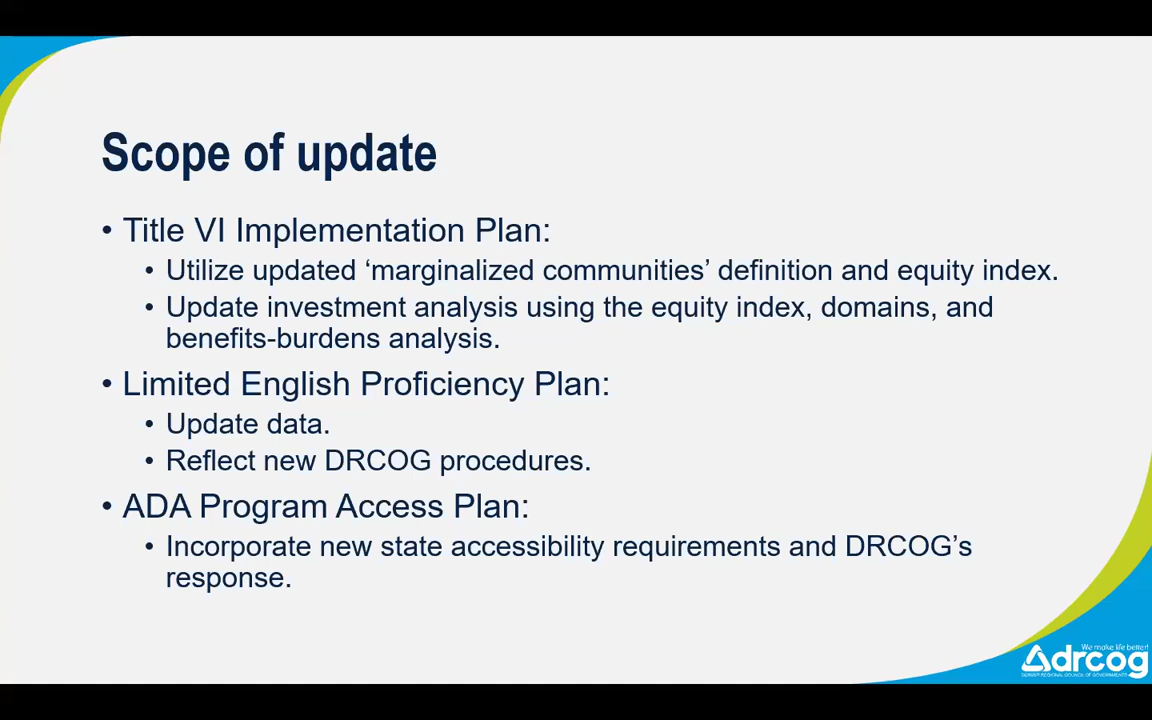 Scope of update
• Title VI Implementation Plan:
• Utilize updated ‘marginalized communities’ definition and equity index.
• Update investment analysis using the equity index, domains, and
benefits-burdens analysis.
• Limited English Proficiency Plan:
• Update data.
• Reflect new DRCOG procedures.
• ADA Program Access Plan:
• Incorporate new state accessibility requirements and DRCOG’s
response.
We make life better!
drcog
DENVER REGIONAL COUNCIL OF GOVERNMENTS